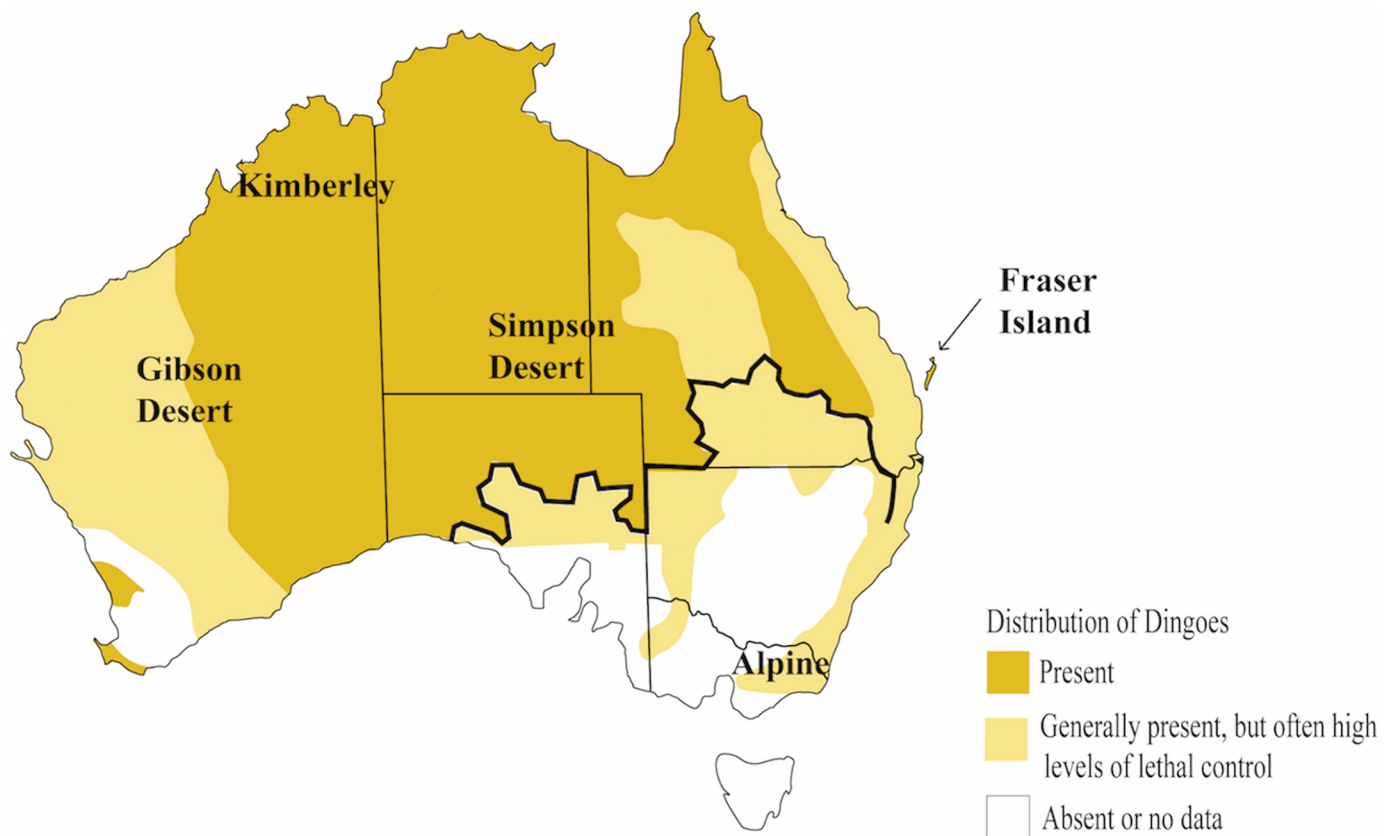 Kimberley
Fraser
Island
Simpson
Desert
Gibson
Desert
Distribution of Dingoes
Present
Alpine
Generally present, but often high
levels of lethal control
Absent or no data